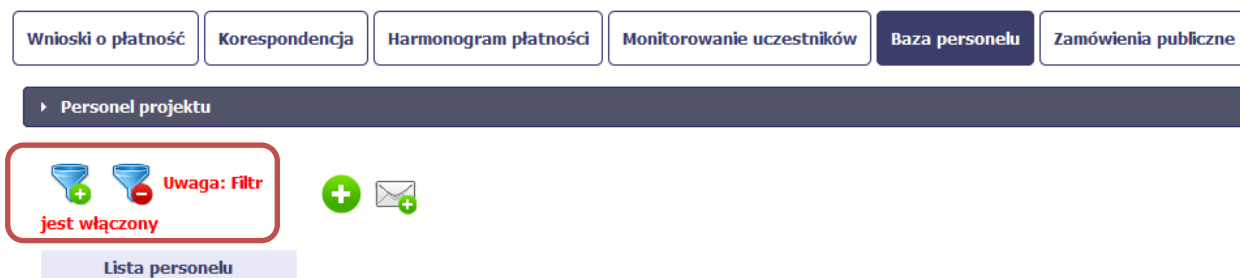 Wnioski o płatność
Korespondencja
Harmonogram płatności
Monitorowanie uczestników
Baza personelu
Zamówienia publiczne
Personel projektu
Uwaga: Filtr
jest włączony
Lista personelu